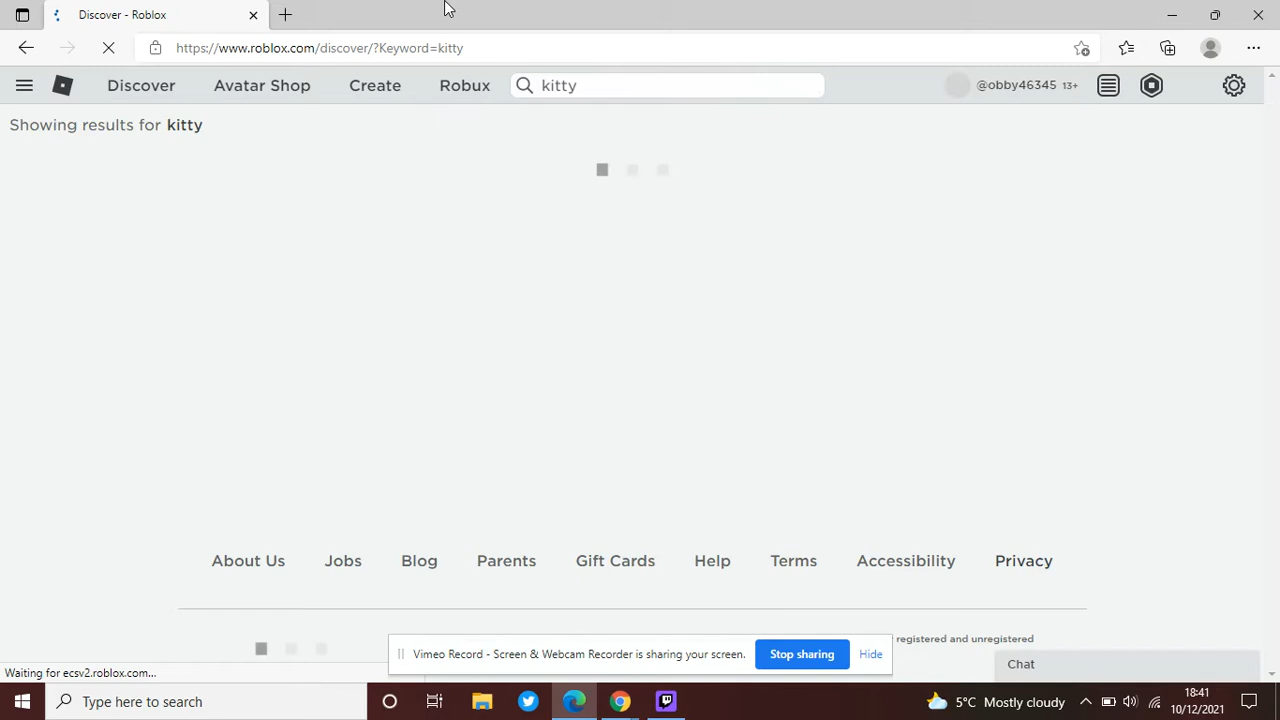 Discover - Roblox
https://www.roblox.com/discover/?Keyword=kitty
Discover
Avatar Shop
Create
Robux
kitty
@obby46345 13+
Showing results for kitty
About Us
Jobs
Blog
Parents
Gift Cards
Help
Terms
Accessibility
Privacy
registered and unregistered
Vimeo Record - Screen & Webcam Recorder is sharing your screen.
Stop sharing
Hide
Chat
Waiting for ecsv2.roblox.com...
Type here to search
5°C Mostly cloudy
18:41
10/12/2021